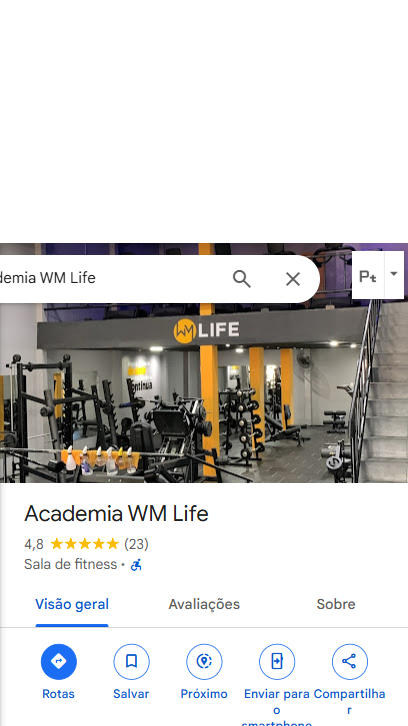 demia WM Life
Pt
WM LIFE
Contínua
Academia WM Life
4,8 (23)
Sala de fitness ·
Visão geral Avaliações Sobre
Rotas Salvar Próximo Enviar para o smartphone Compartilhar